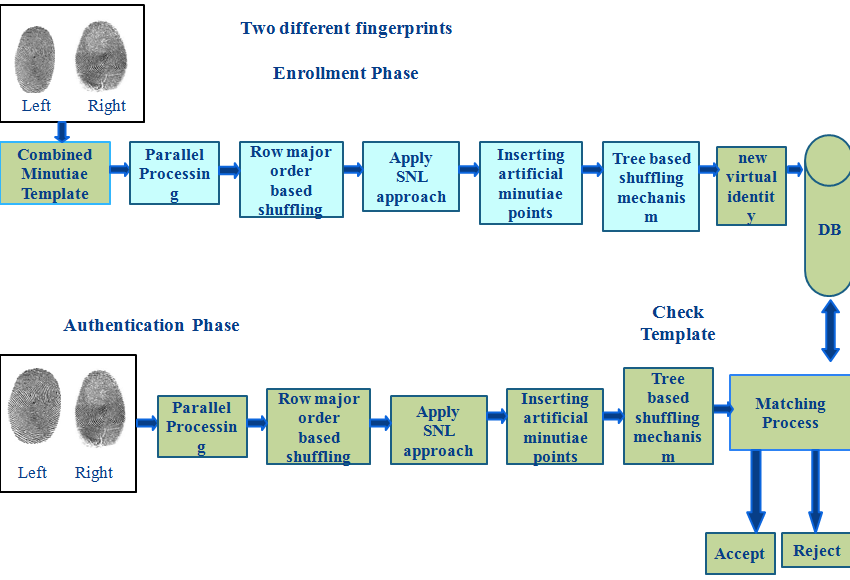 Two different fingerprints
Enrollment Phase
Left
Right
Combined
Minutiae
Template
Parallel
Processin
g
Row major
order
based
shuffling
Apply
SNL
approach
Inserting
artificial
minutiae
points
Tree based
shuffling
mechanis
m
new
virtual
identit
y
DB
Authentication Phase
Check
Template
Left
Right
Parallel
Processin
g
Row major
order
based
shuffling
Apply
SNL
approach
Inserting
artificial
minutiae
points
Tree
based
shuffling
mechanis
m
Matching
Process
Accept
Reject